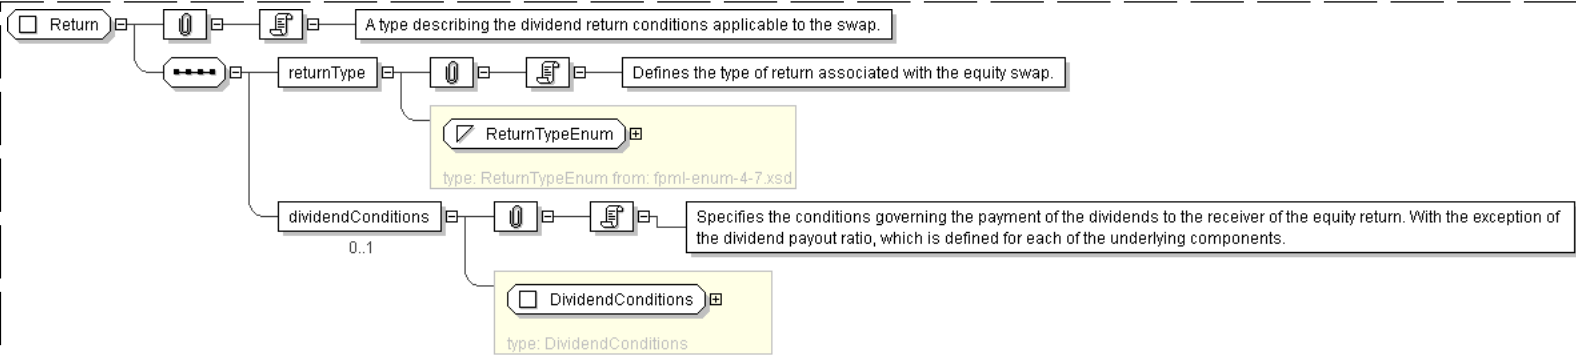 Return
A type describing the dividend return conditions applicable to the swap.
returnType
Defines the type of return associated with the equity swap.
ReturnTypeEnum
type: ReturnTypeEnum from: fpml-enum-4-7.xsd
dividendConditions
0..1
Specifies the conditions governing the payment of the dividends to the receiver of the equity return. With the exception of
the dividend payout ratio, which is defined for each of the underlying components.
DividendConditions
type: DividendConditions